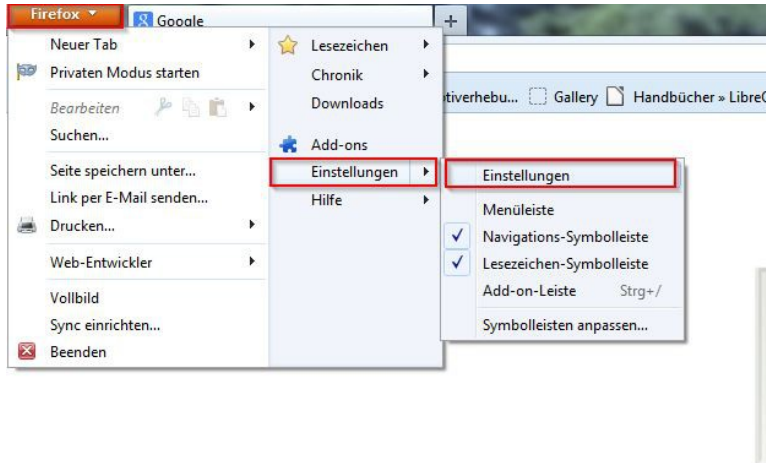 Firefox
Google
Neuer Tab
Privaten Modus starten
Bearbeiten
Suchen...
Seite speichern unter...
Link per E-Mail senden...
Drucken...
Web-Entwickler
Vollbild
Sync einrichten...
Beenden
Lesezeichen
Chronik
Downloads
Add-ons
Einstellungen
Hilfe
tiverhebu... Gallery Handbücher » Libre
Einstellungen
Menüleiste
Navigations-Symbolleiste
Lesezeichen-Symbolleiste
Add-on-Leiste Strg+/
Symbolleisten anpassen...